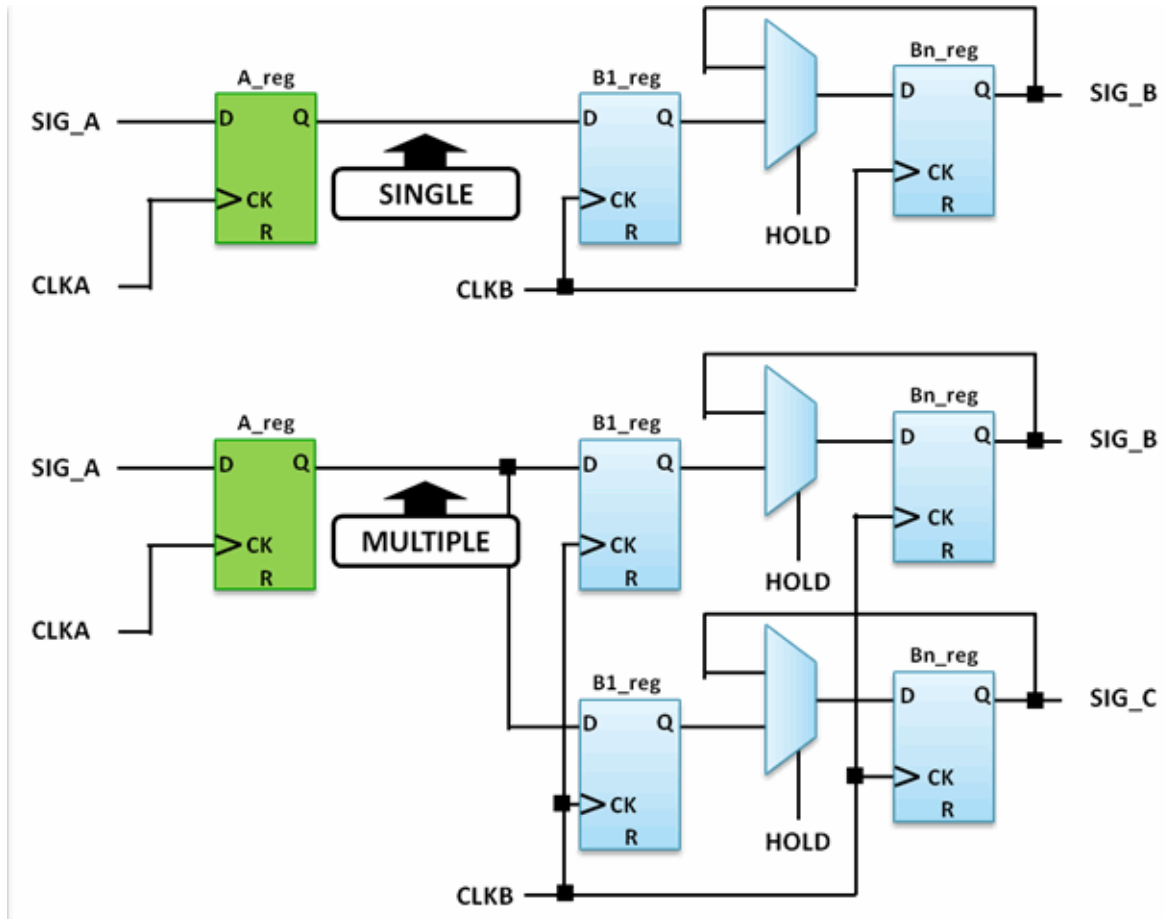 A_reg
B1_reg
Bn_reg
SIG_A
D Q
D Q
D Q
SIG_B
SINGLE
CK
R
CK
R
CK
R
HOLD
CLKA
CLKB
A_reg
B1_reg
Bn_reg
SIG_A
D Q
D Q
D Q
SIG_B
MULTIPLE
CK
R
CK
R
CK
R
HOLD
CLKA
B1_reg
Bn_reg
D Q
D Q
SIG_C
CK
R
CK
R
HOLD
CLKB